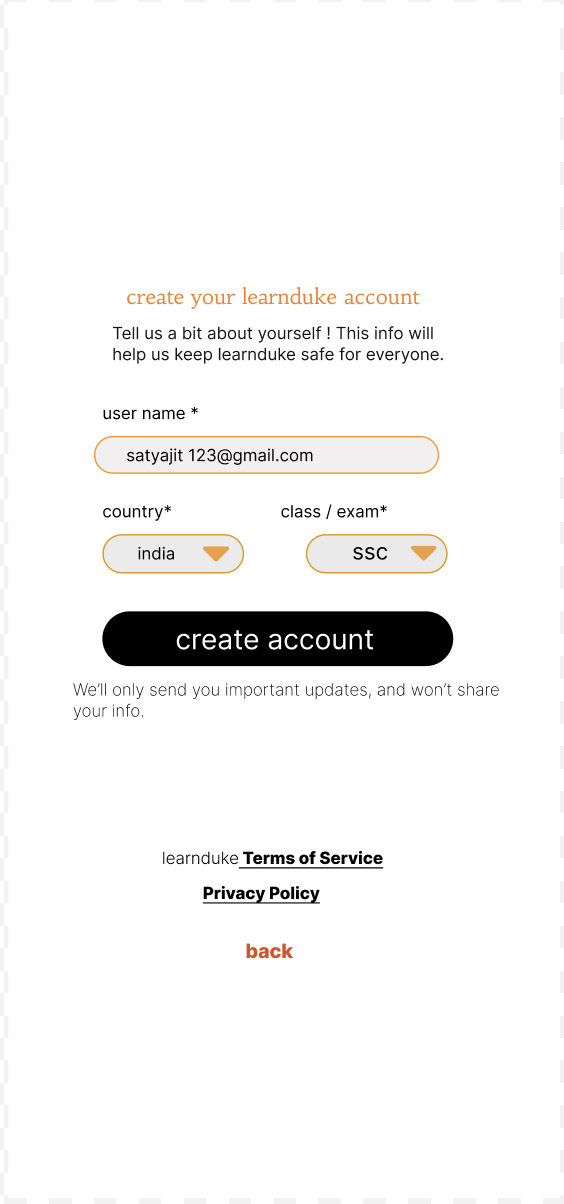 create your learnduke account
Tell us a bit about yourself ! This info will
help us keep learnduke safe for everyone.
user name *
satyajit 123@gmail.com
country* class / exam*
india SSC
create account
We’ll only send you important updates, and won’t share
your info.
learnduke Terms of Service
Privacy Policy
back